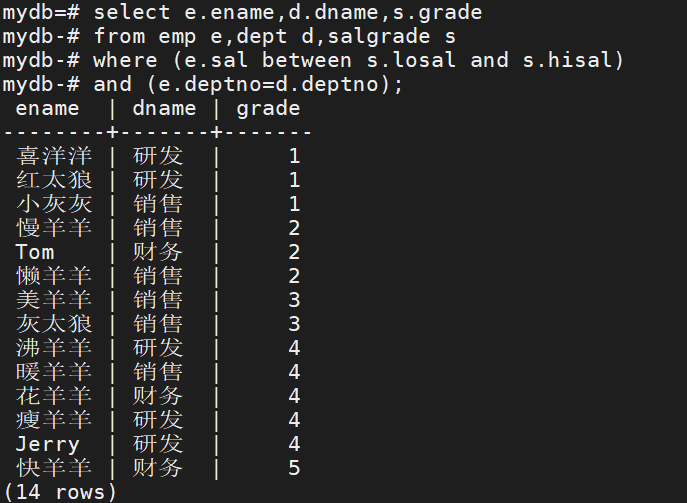 mydb=# select e.ename,d.dname,s.grade
mydb-# from emp e,dept d,salgrade s
mydb-# where (e.sal between s.losal and s.hisal)
mydb-# and (e.deptno=d.deptno);
 ename  | dname | grade
--------+-------+-------
 喜洋洋 | 研发  |     1
 红太狼 | 研发  |     1
 小灰灰 | 销售  |     1
 慢羊羊 | 销售  |     2
 Tom    | 财务  |     2
 懒羊羊 | 销售  |     2
 美羊羊 | 销售  |     3
 灰太狼 | 销售  |     3
 沸羊羊 | 研发  |     4
 暖羊羊 | 销售  |     4
 花羊羊 | 财务  |     4
 瘦羊羊 | 研发  |     4
 Jerry  | 研发  |     4
 快羊羊 | 财务  |     5
(14 rows)